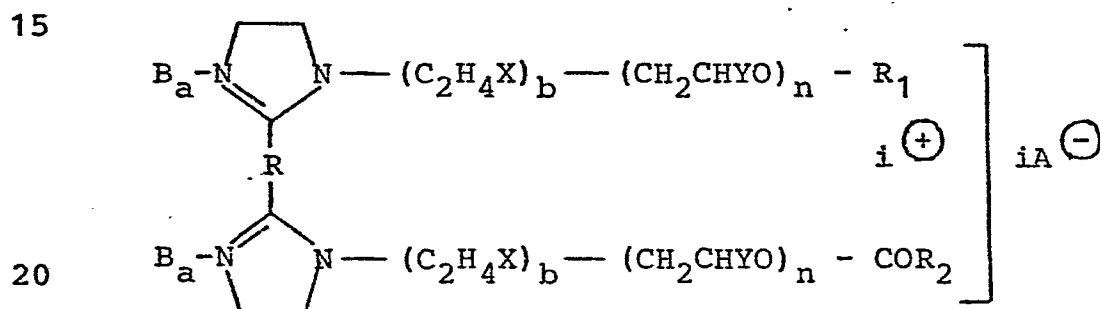 15
B_a-N N — (C_2H_4X)_b — (CH_2CHYO)_n - R_1
i ⊕ iA ⊖
R
20 B_a-N N — (C_2H_4X)_b — (CH_2CHYO)_n - COR_2